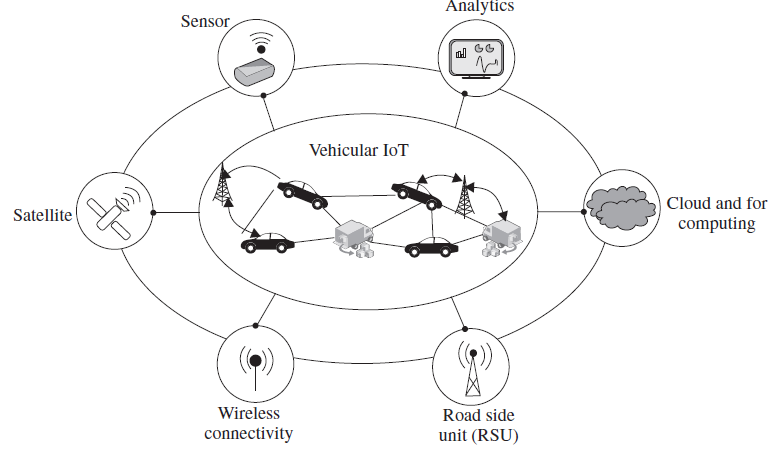 Analytics
Sensor
Vehicular IoT
Satellite
Cloud and for
computing
Wireless
connectivity
Road side
unit (RSU)